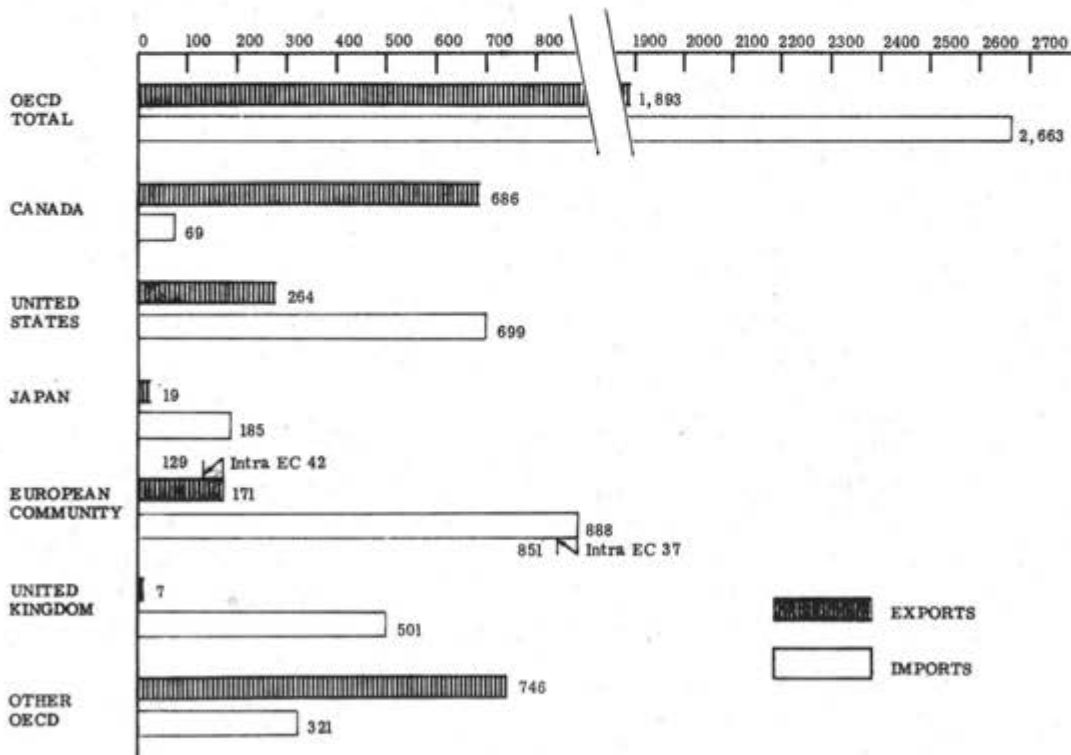 0 100 200 300 400 500 600 700 800 1900 2000 2100 2200 2300 2400 2500 2600 2700
OECD
TOTAL
1,893
2,663
CANADA
686
69
UNITED
STATES
264
699
JAPAN
19
185
129 Intra EC 42
EUROPEAN
COMMUNITY
171
888
851 Intra EC 37
UNITED
KINGDOM
7
501
EXPORTS
IMPORTS
OTHER
OECD
746
321